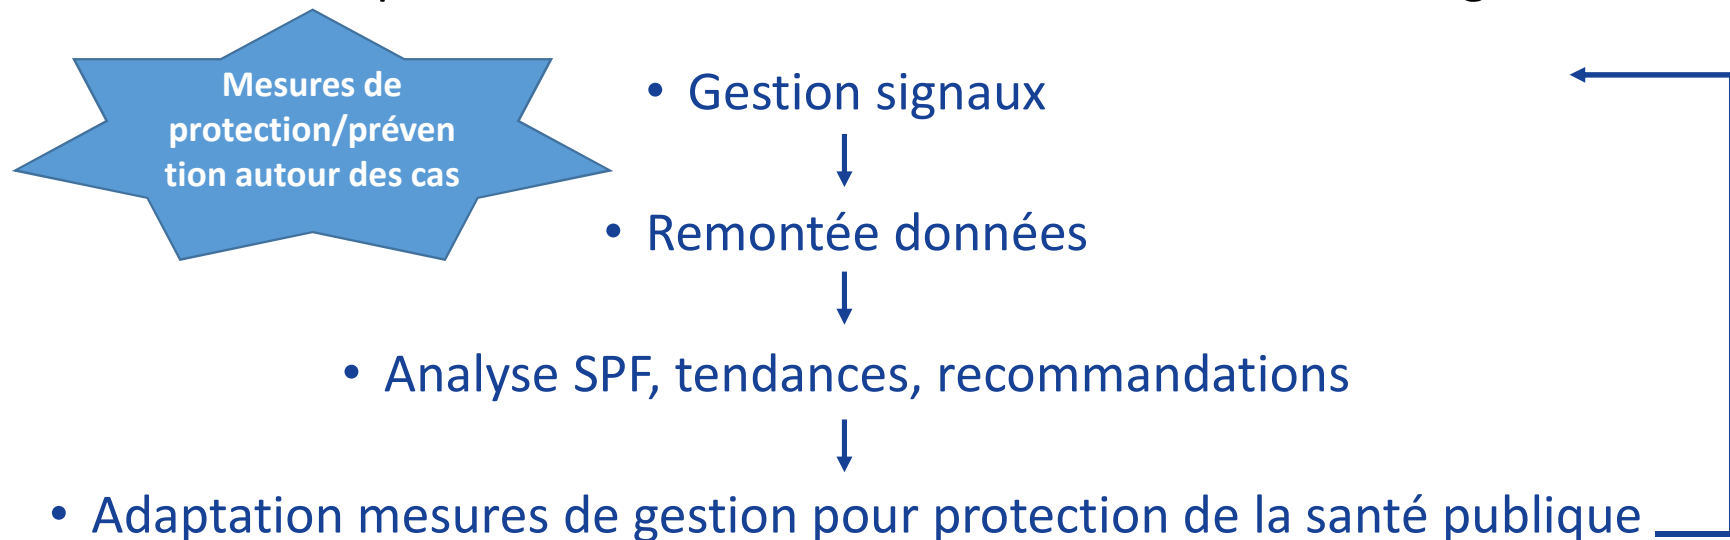 Mesures de
protection/préven
tion autour des cas
• Gestion signaux
• Remontée données
• Analyse SPF, tendances, recommandations
• Adaptation mesures de gestion pour protection de la santé publique